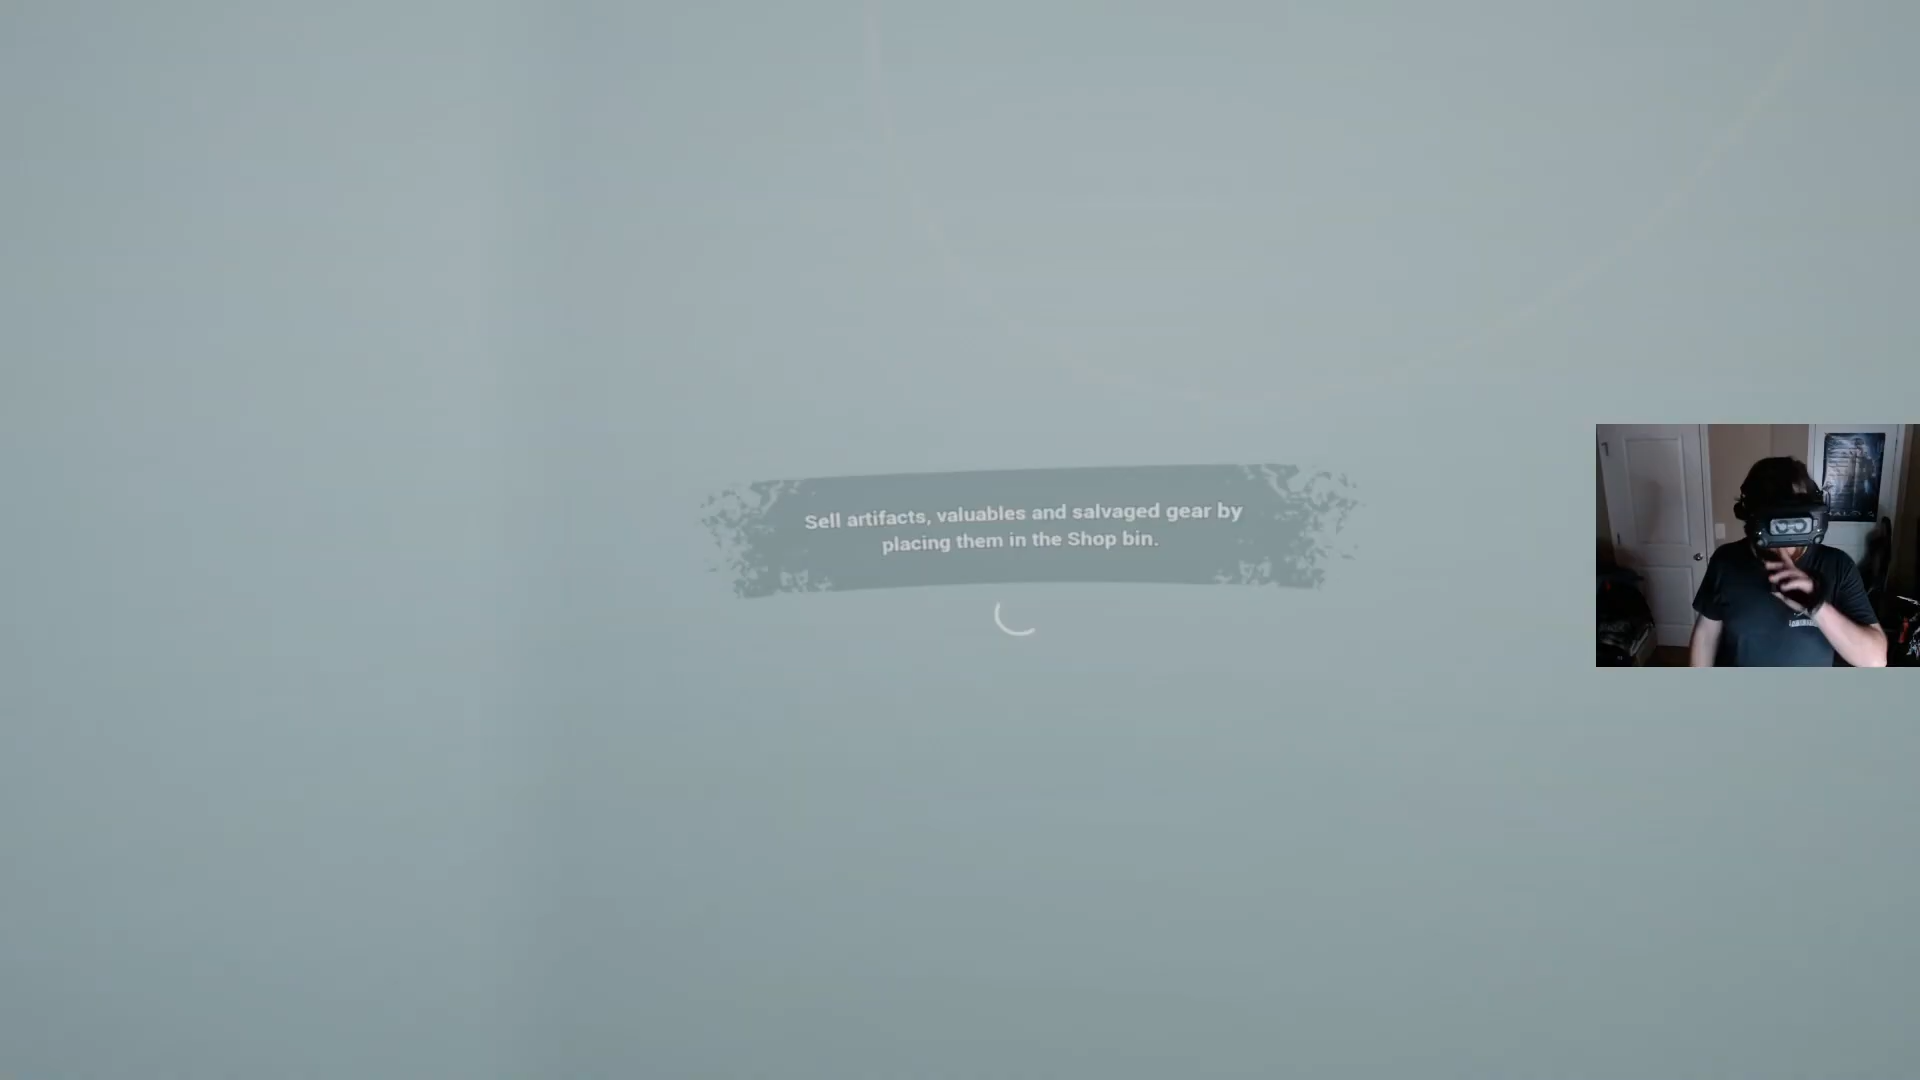 Sell artifacts, valuables and salvaged gear by
placing them in the Shop bin.